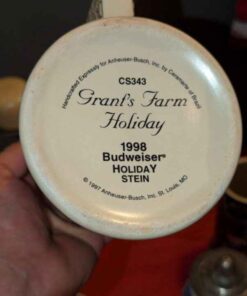 Handcrafted Expressly for Anheuser-Busch, Inc. by Ceramarte of Brazil
CS343
Grant's Farm
Holiday
1998
Budweiser®
HOLIDAY
STEIN
© 1997 Anheuser-Busch, Inc. St. Louis, MO